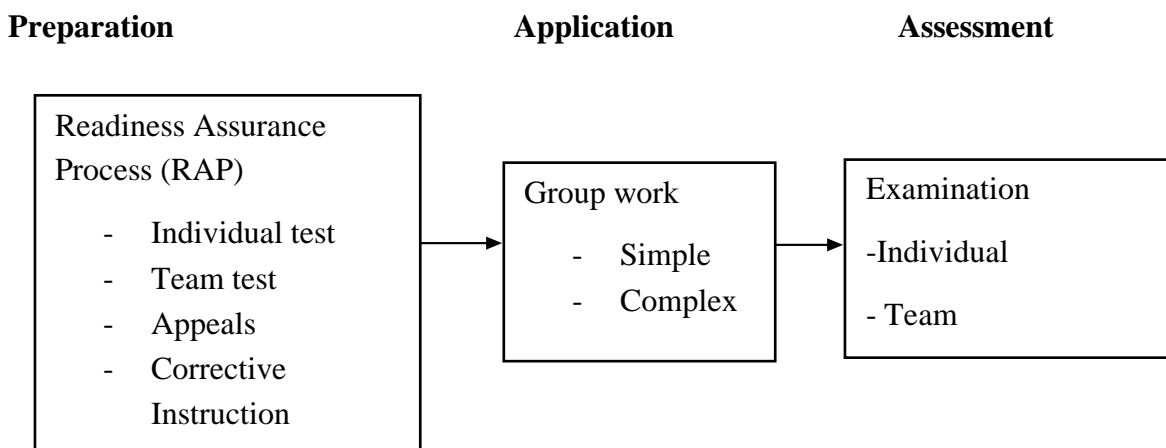 Preparation Application Assessment
Readiness Assurance
Process (RAP)
- Individual test
- Team test
- Appeals
- Corrective
Instruction
Group work
- Simple
- Complex
Examination
-Individual
- Team